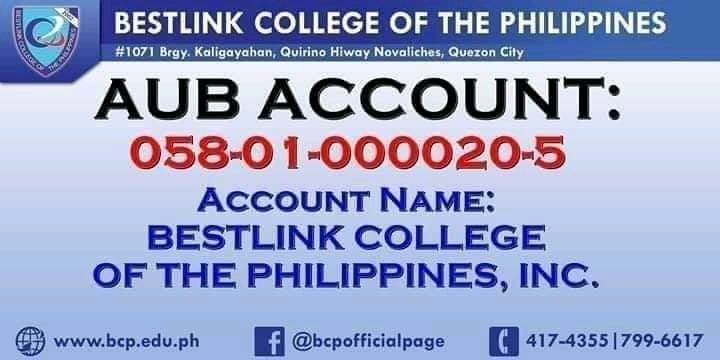 BESTLINK COLLEGE OF THE PHILIPPINES
#1071 Brgy. Kaligayahan, Quirino Hiway Novaliches, Quezon City
AUB ACCOUNT:
058-01-000020-5
ACCOUNT NAME:
BESTLINK COLLEGE
OF THE PHILIPPINES, INC.
www.bcp.edu.ph
@bcpofficialpage
417-4355|799-6617